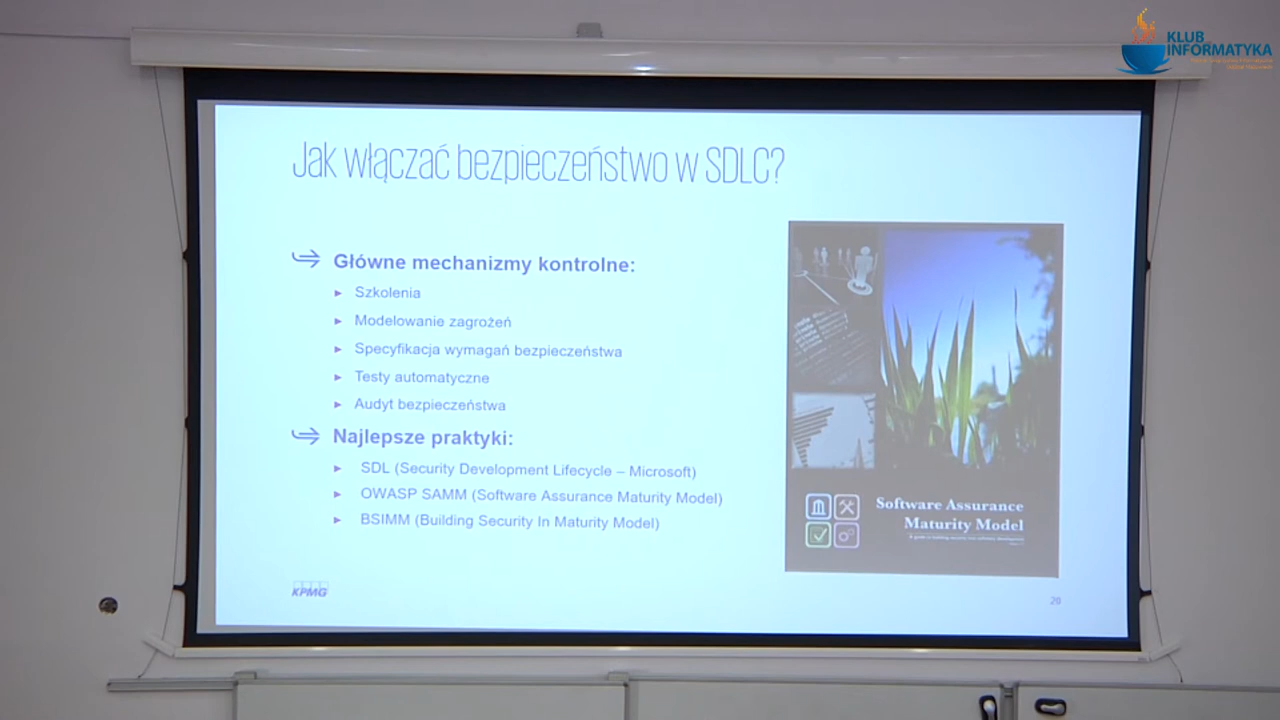 KLUB
INFORMATYKA
Jak włączać bezpieczeństwo w SDLC?
Główne mechanizmy kontrolne:
► Szkolenia
► Modelowanie zagrożeń
► Specyfikacja wymagań bezpieczeństwa
► Testy automatyczne
► Audyt bezpieczeństwa
Najlepsze praktyki:
► SDL (Security Development Lifecycle – Microsoft)
► OWASP SAMM (Software Assurance Maturity Model)
► BSIMM (Building Security In Maturity Model)
Software Assurance
Maturity Model
KPMG
20